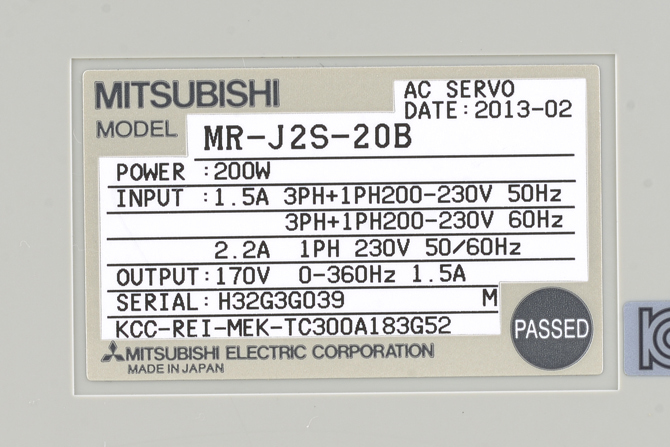 MITSUBISHI
AC SERVO
DATE:2013-02
MODEL MR-J2S-20B
POWER :200W
INPUT :1.5A 3PH+1PH200-230V 50Hz
3PH+1PH200-230V 60Hz
2.2A 1PH 230V 50/60Hz
OUTPUT:170V 0-360Hz 1.5A
SERIAL:H32G3G039 M
KCC-REI-MEK-TC300A183G52
PASSED
MITSUBISHI ELECTRIC CORPORATION
MADE IN JAPAN